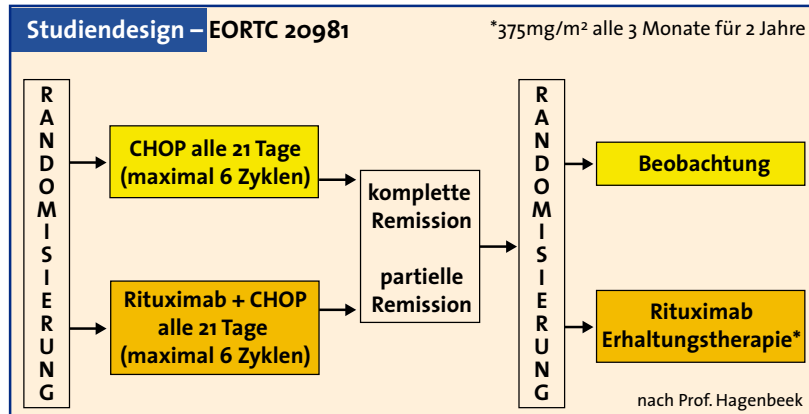 Studiendesign – EORTC 20981
*375mg/m² alle 3 Monate für 2 Jahre
RANDOMISIERUNG
CHOP alle 21 Tage
(maximal 6 Zyklen)
Rituximab + CHOP
alle 21 Tage
(maximal 6 Zyklen)
komplette
Remission
partielle
Remission
RANDOMISIERUNG
Beobachtung
Rituximab
Erhaltungstherapie*
nach Prof. Hagenbeek